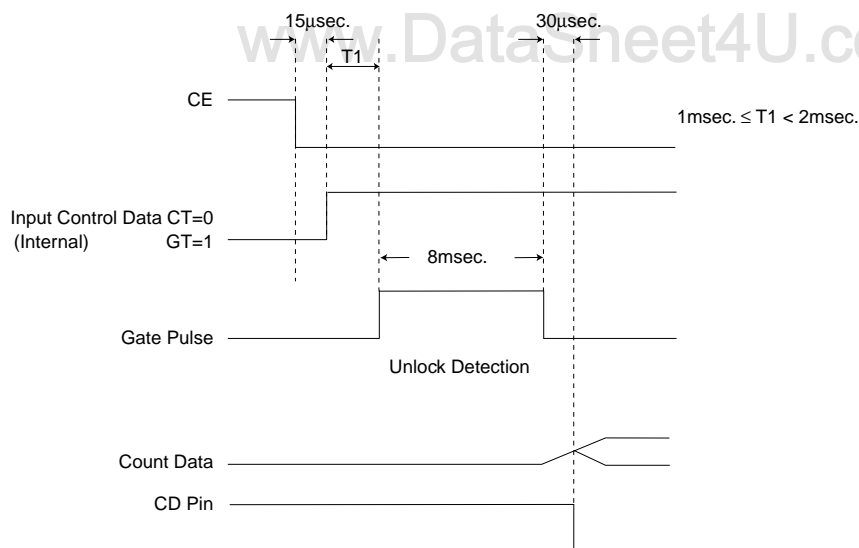 www.DataSheet4U.co
15μsec.
30μsec.
T1
CE
1msec. ≤ T1 < 2msec.
Input Control Data CT=0
(Internal) GT=1
8msec.
Gate Pulse
Unlock Detection
Count Data
CD Pin